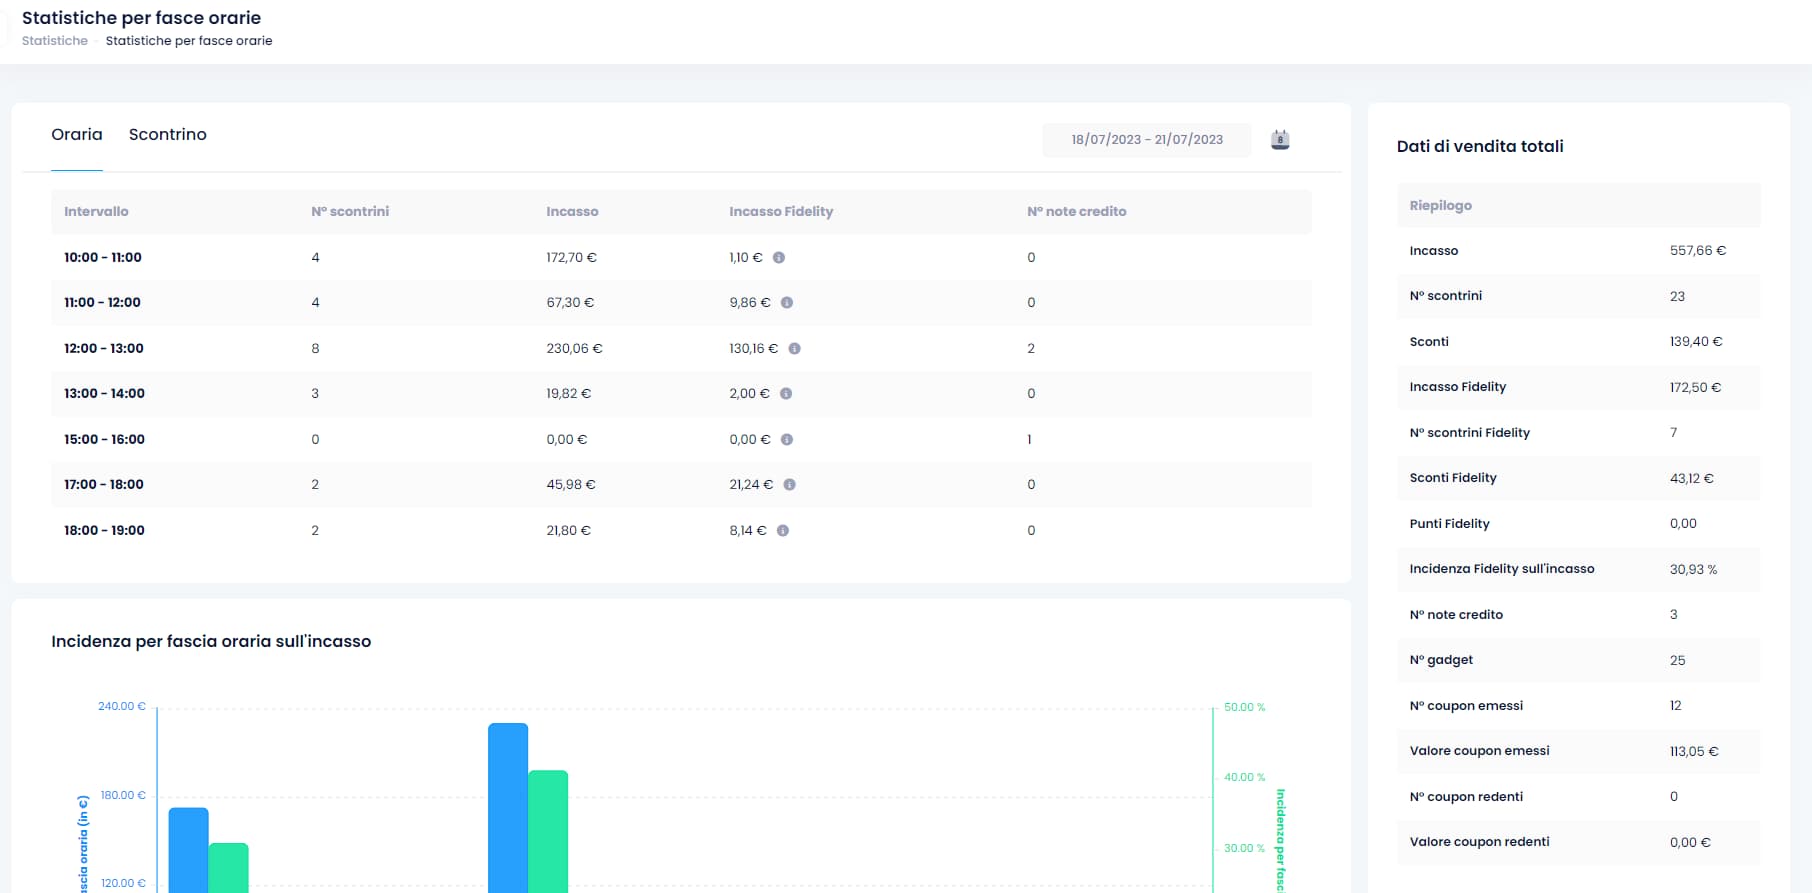 Statistiche per fasce orarie
Statistiche - Statistiche per fasce orarie
Oraria Scontrino
18/07/2023 - 21/07/2023
8
Intervallo N° scontrini Incasso Incasso Fidelity N° note credito
10:00 - 11:00 4 172,70 € 1,10 € 0
11:00 - 12:00 4 67,30 € 9,86 € 0
12:00 - 13:00 8 230,06 € 130,16 € 2
13:00 - 14:00 3 19,82 € 2,00 € 0
15:00 - 16:00 0 0,00 € 0,00 € 1
17:00 - 18:00 2 45,98 € 21,24 € 0
18:00 - 19:00 2 21,80 € 8,14 € 0
Incidenza per fascia oraria sull'incasso
240.00 €
180.00 €
120.00 €
ascia oraria (in €)
50.00 %
40.00 %
30.00 %
Incidenza per fasc
Dati di vendita totali
Riepilogo
Incasso 557,66 €
N° scontrini 23
Sconti 139,40 €
Incasso Fidelity 172,50 €
N° scontrini Fidelity 7
Sconti Fidelity 43,12 €
Punti Fidelity 0,00
Incidenza Fidelity sull'incasso 30,93 %
N° note credito 3
N° gadget 25
N° coupon emessi 12
Valore coupon emessi 113,05 €
N° coupon redenti 0
Valore coupon redenti 0,00 €